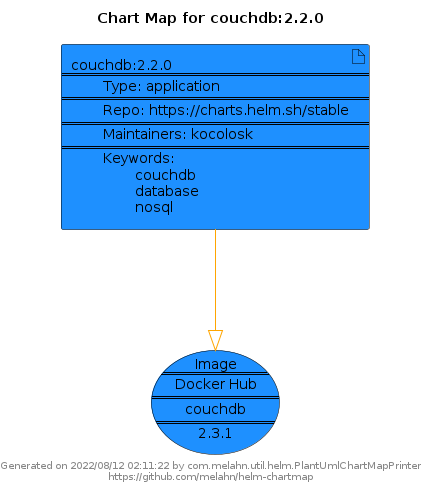 Chart Map for couchdb:2.2.0
couchdb:2.2.0
Type: application
Repo: https://charts.helm.sh/stable
Maintainers: kocolosk
Keywords:
couchdb
database
nosql
Image
Docker Hub
couchdb
2.3.1
Generated on 2022/08/12 02:11:22 by com.melahn.util.helm.PlantUmlChartMapPrinter
https://github.com/melahn/helm-chartmap